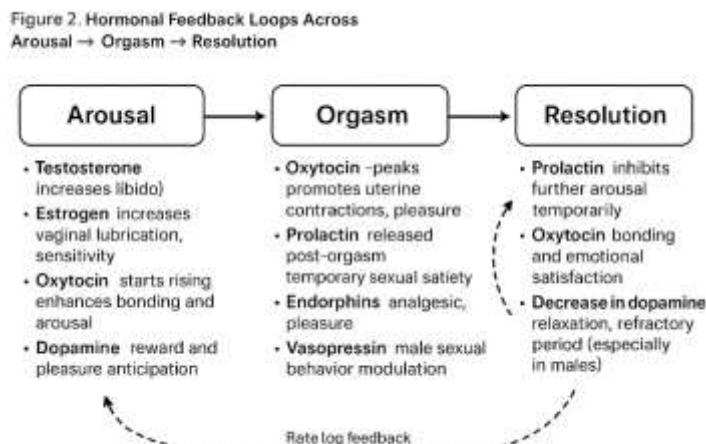 Figure 2. Hormonal Feedback Loops Across
Arousal → Orgasm → Resolution
Arousal
• Testosterone
increases libido)
• Estrogen increases
vaginal lubrication,
sensitivity
• Oxytocin starts rising
enhances bonding and
arousal
• Dopamine reward and
pleasure anticipation
Orgasm
• Oxytocin –peaks
promotes uterine
contractions, pleasure
• Prolactin released
post-orgasm
temporary sexual satiety
• Endorphins analgesic,
pleasure
• Vasopressin male sexual
behavior modulation
Resolution
• Prolactin inhibits
further arousal
temporarily
• Oxytocin bonding
and emotional
satisfaction
• Decrease in dopamine
relaxation, refractory
period (especially
in males)
Rate log feedback